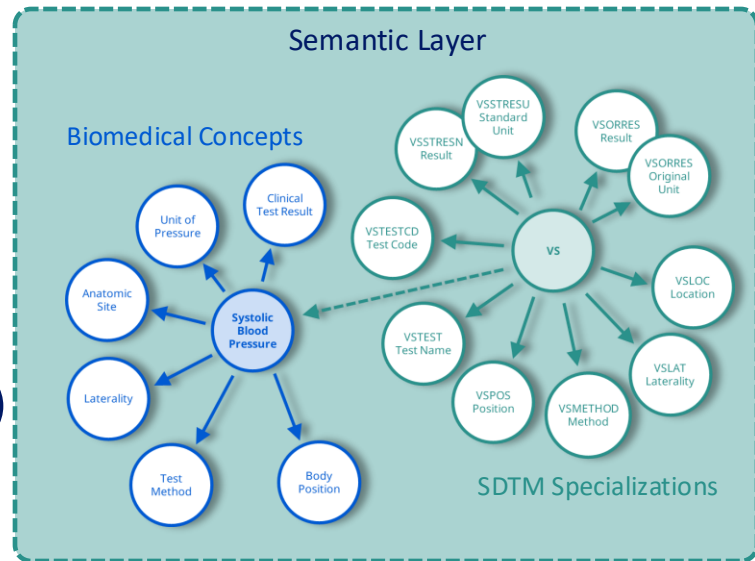 Semantic Layer
Biomedical Concepts
Clinical
Test Result
Unit of
Pressure
Anatomic
Site
Systolic
Blood
Pressure
Laterality
Test
Method
Body
Position
VSSTRESU
Standard
Unit
VSSTRESN
Result
VSORRES
Result
VSORRES
Original
Unit
VSTESTCD
Test Code
VS
VSLOC
Location
VSTEST
Test Name
VSLAT
Laterality
VSPOS
Position
VSMETHOD
Method
SDTM Specializations